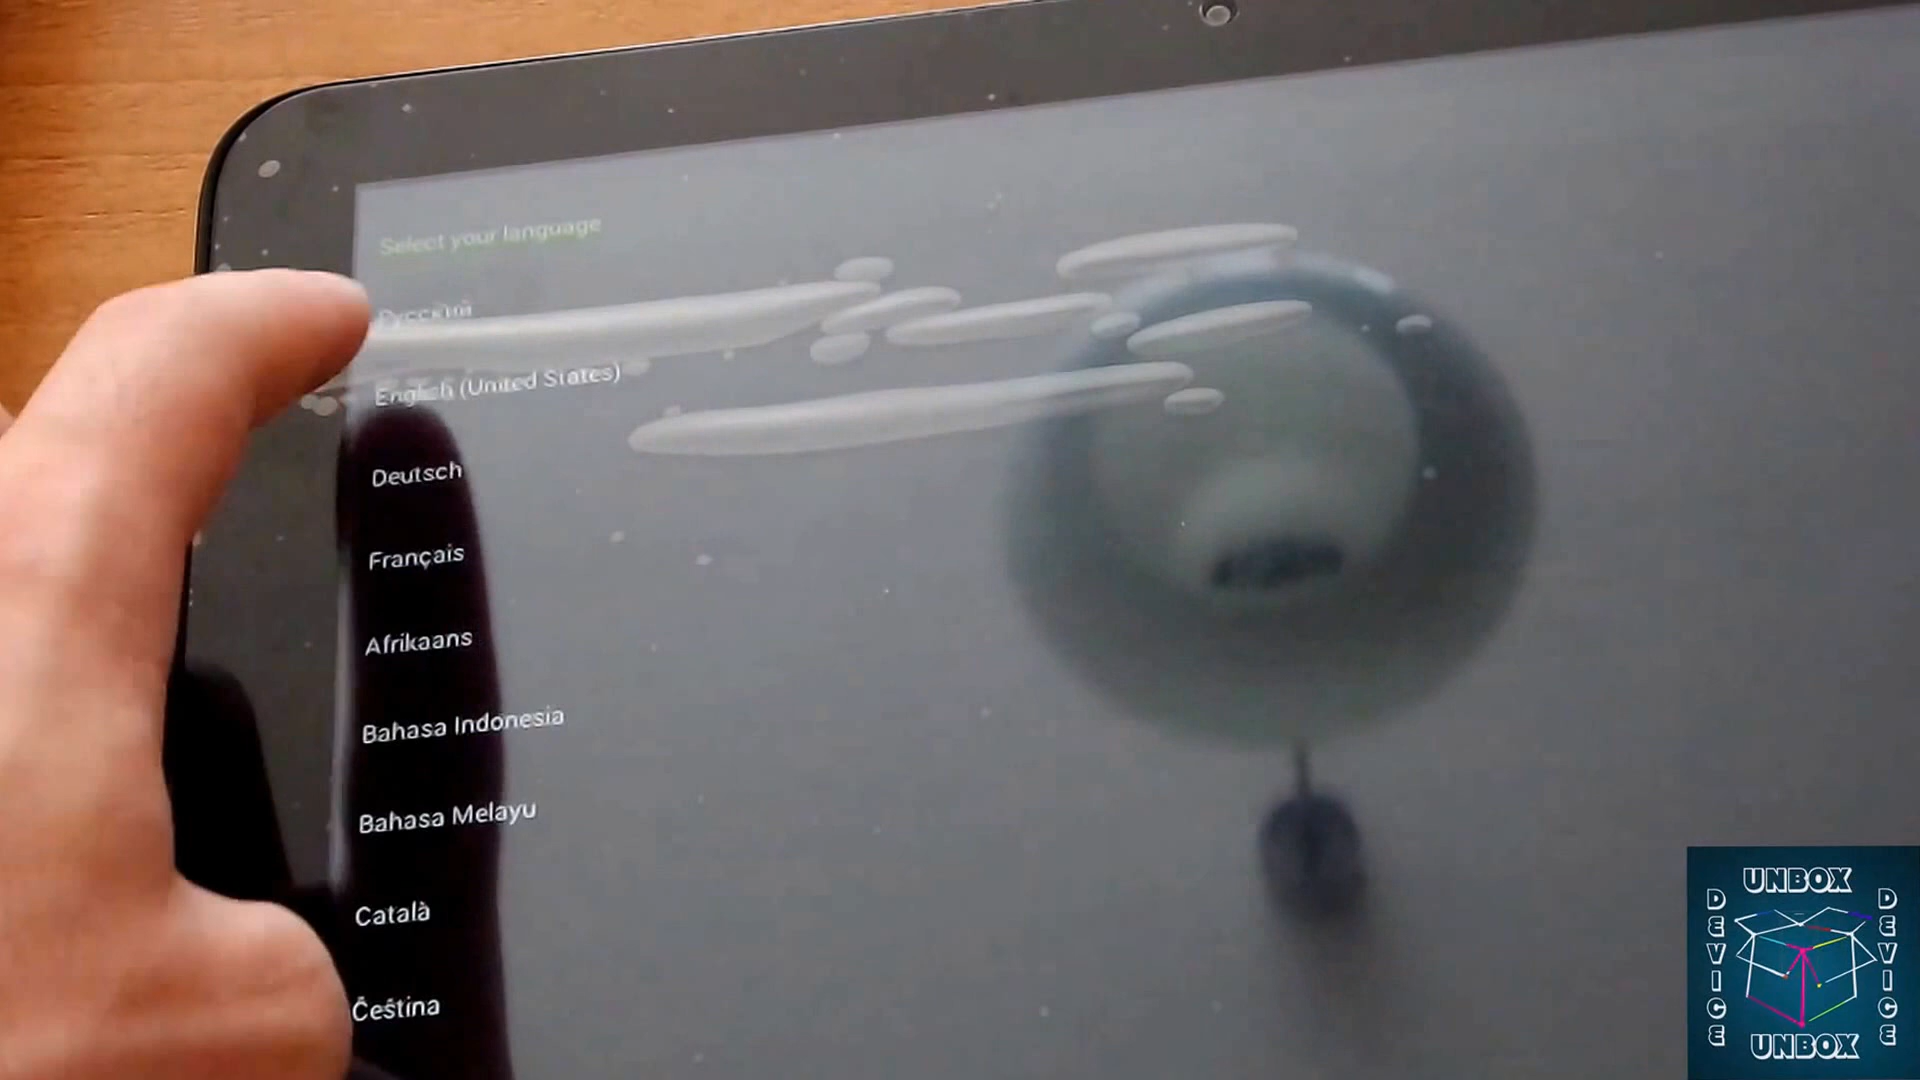 Select your language
Русский
English (United States)
Deutsch
Français
Afrikaans
Bahasa Indonesia
Bahasa Melayu
Català
Čeština
UNBOX
DEVICE
DEVICE
UNBOX